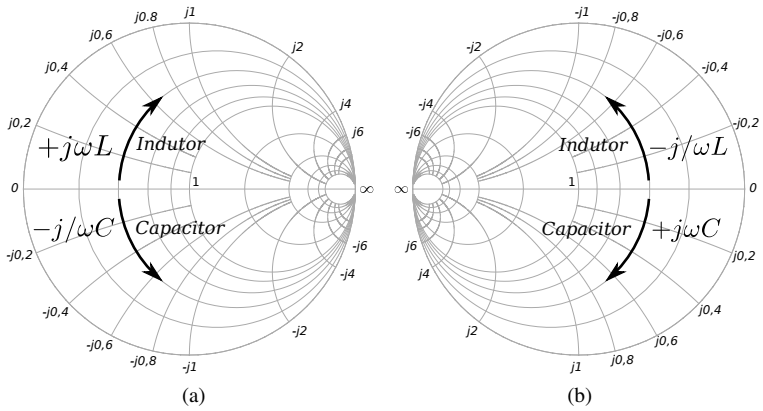 j1
j0.8
j0,6
j0,4
j0,2
j2
j4
j6
+jωL
Indutor
0
1
∞
−j/ωC
Capacitor
-j0,2
-j0,4
-j0,6
-j0,8
-j1
-j2
-j4
-j6
(a)
-j1
-j0,8
-j0,6
-j0,4
-j0,2
-j2
-j4
-j6
Indutor
−j/ωL
∞
1
0
Capacitor
+jωC
j6
j4
j2
j1
j0,8
j0,6
j0,4
j0,2
(b)